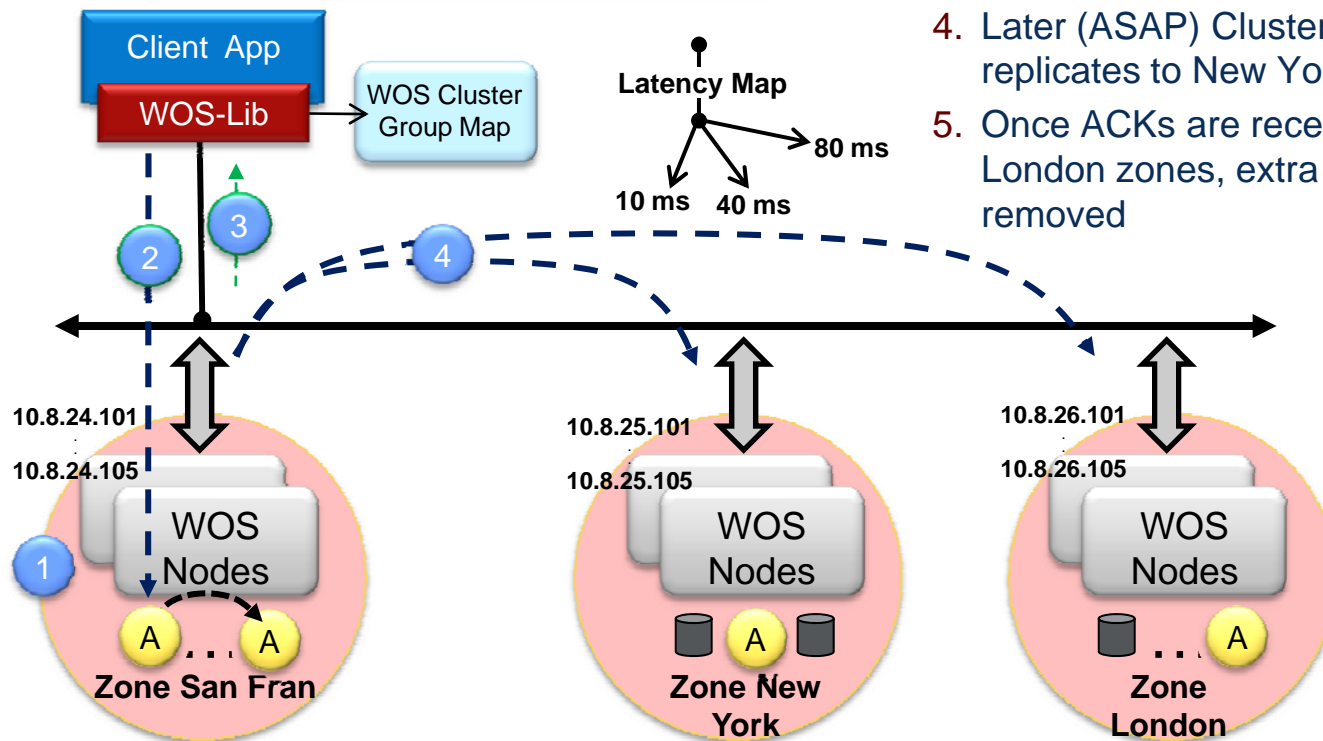 Client App
WOS-Lib
WOS Cluster
Group Map
Latency Map
80 ms
10 ms
40 ms
4. Later (ASAP) Cluster
replicates to New Yo
5. Once ACKs are rece
London zones, extra
removed
2
3
4
10.8.24.101
.
10.8.24.105
WOS
Nodes
1
A
. . .
A
Zone San Fran
10.8.25.101
.
10.8.25.105
WOS
Nodes
A
Zone New
York
10.8.26.101
.
10.8.26.105
WOS
Nodes
. . .
A
Zone
London